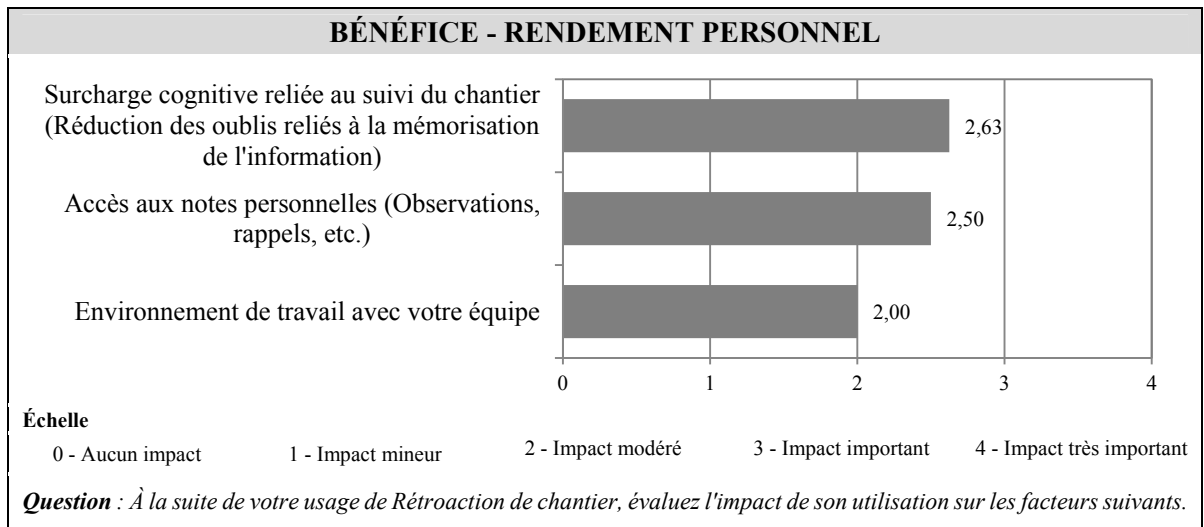 BÉNÉFICE - RENDEMENT PERSONNEL
Surcharge cognitive reliée au suivi du chantier
(Réduction des oublis reliés à la mémorisation
de l'information)
2,63
Accès aux notes personnelles (Observations,
rappels, etc.)
2,50
Environnement de travail avec votre équipe
2,00
0 1 2 3 4
Échelle
0 - Aucun impact 1 - Impact mineur 2 - Impact modéré 3 - Impact important 4 - Impact très important
Question : À la suite de votre usage de Rétroaction de chantier, évaluez l'impact de son utilisation sur les facteurs suivants.